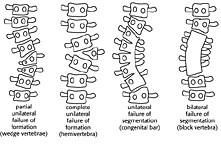 partial
unilateral
failure of
formation
(wedge vertebrae)
complete
unilateral
failure of
formation
(hemivertebra)
unilateral
failure of
segmentation
(congenital bar)
bilateral
failure of
segmentation
(block vertebra)